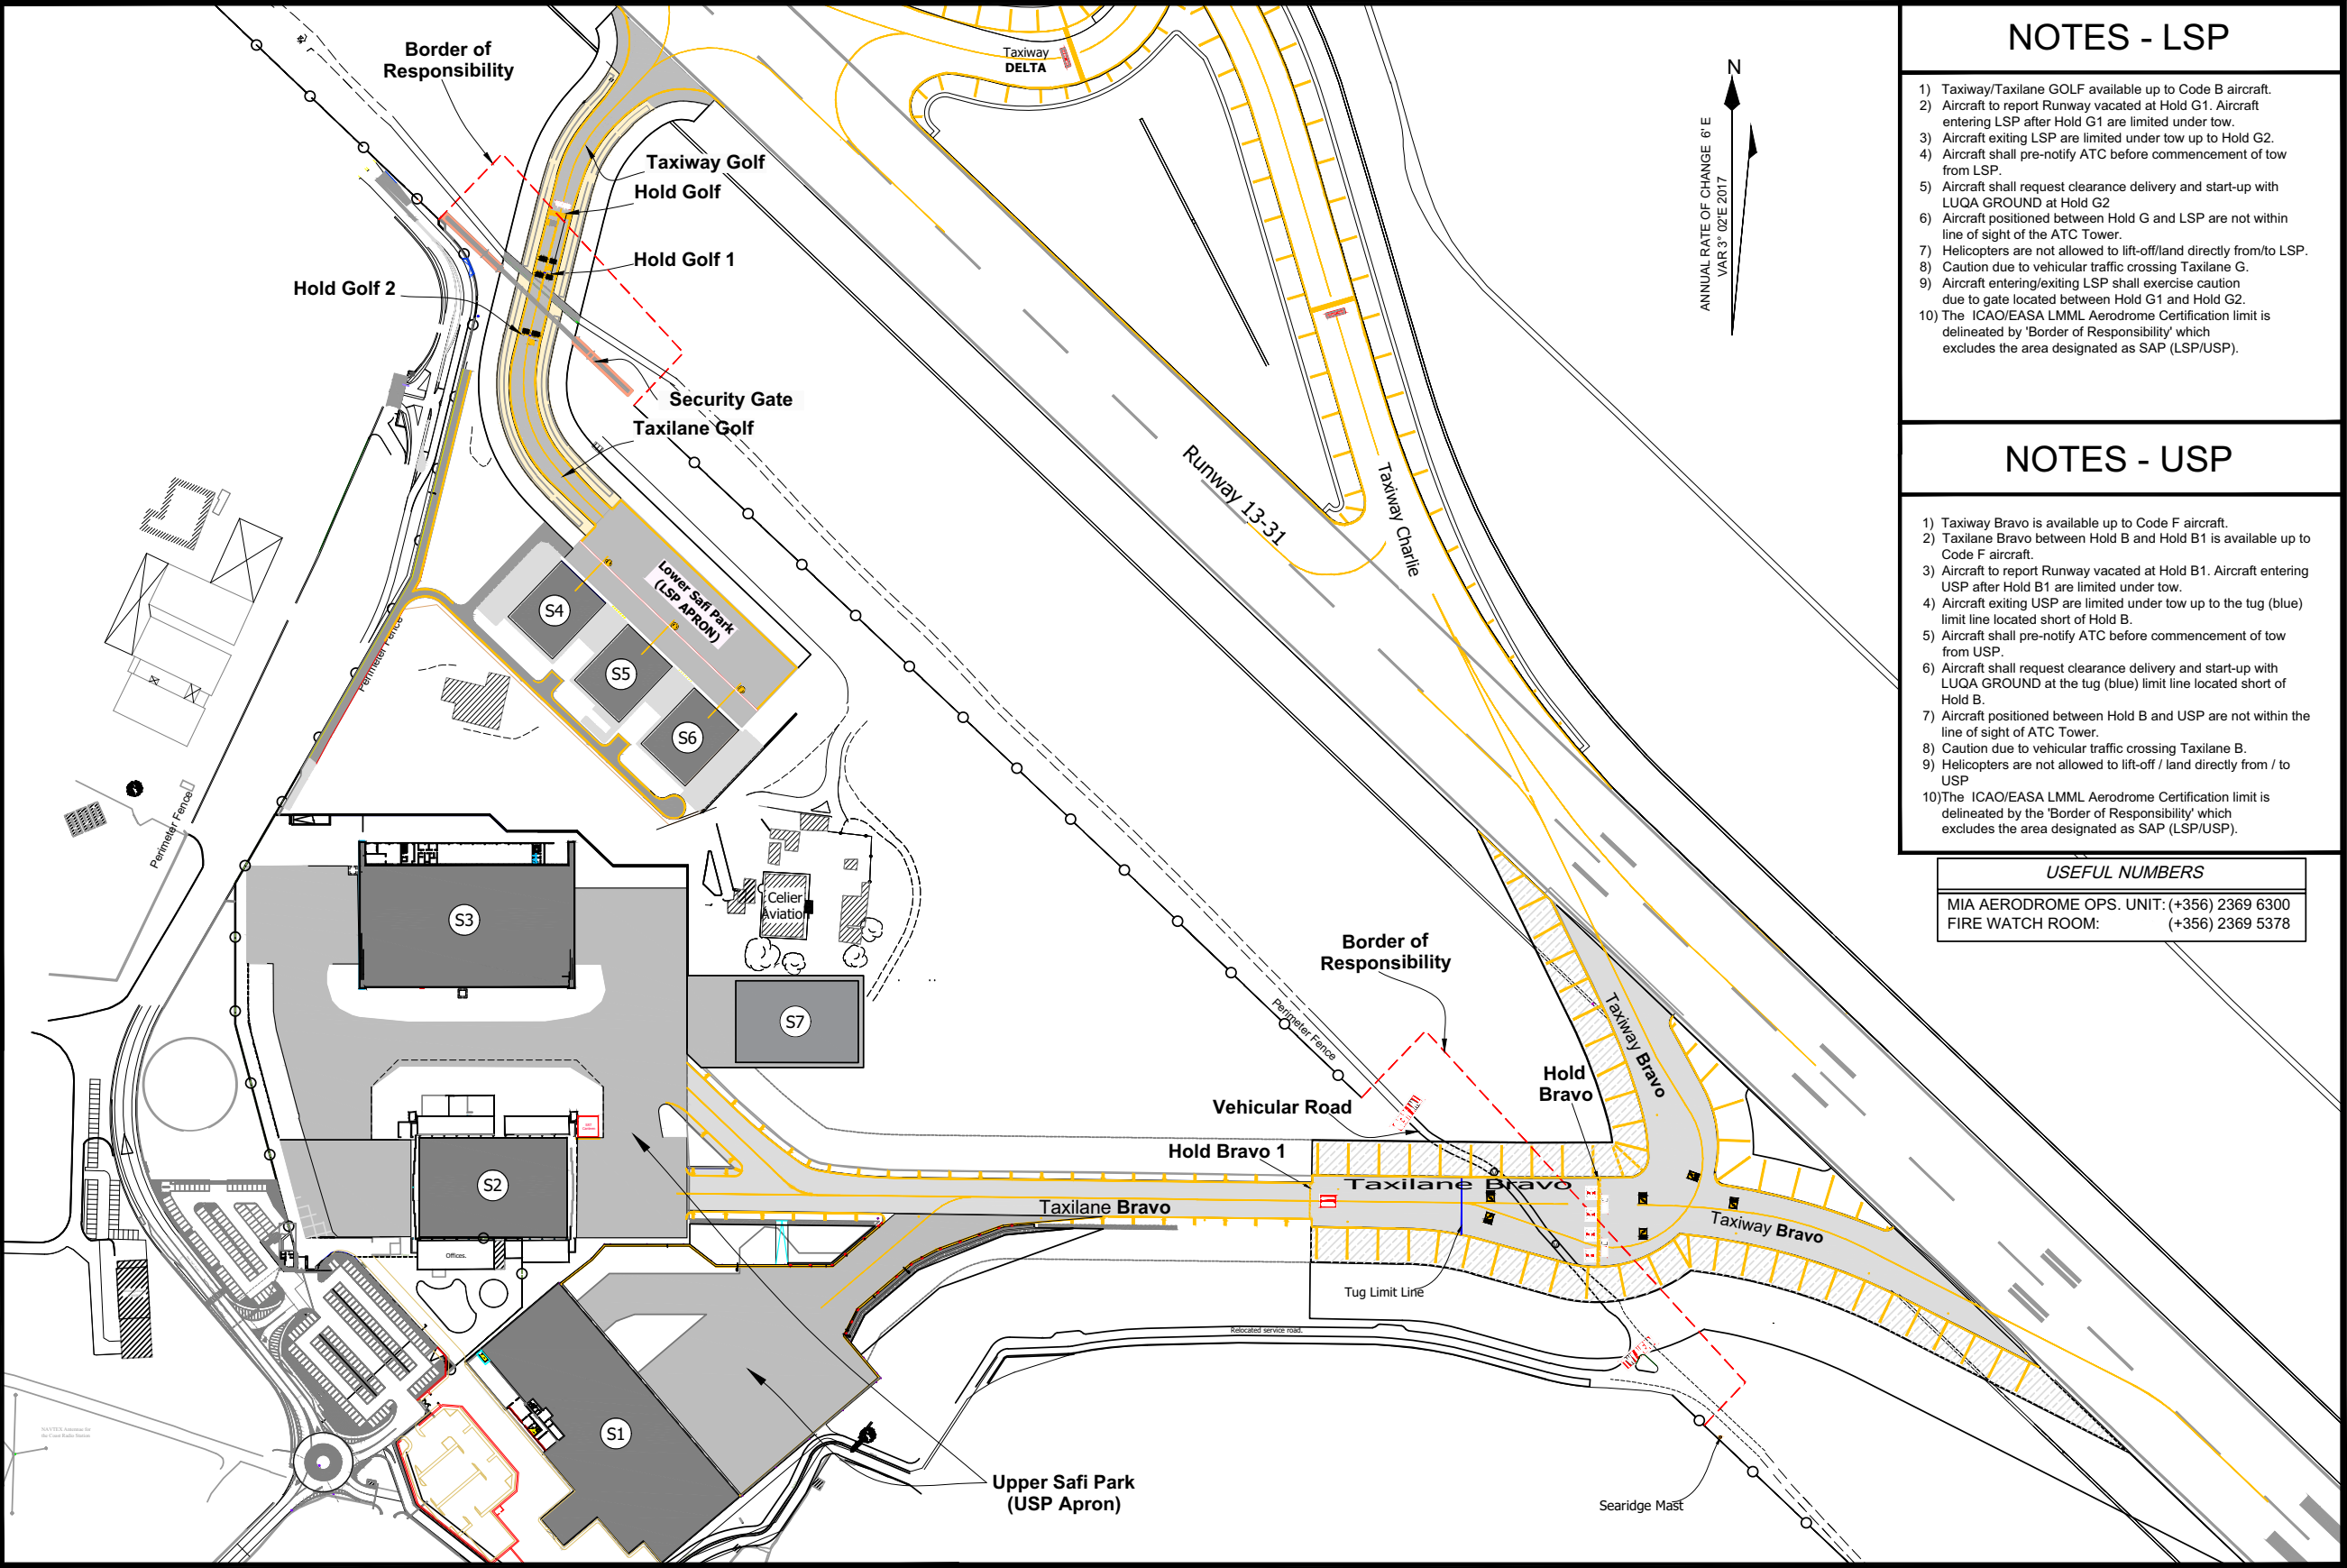 Border of
Responsibility
Taxiway
DELTA
Taxiway Golf
Hold Golf
Hold Golf 1
Hold Golf 2
Security Gate
Taxilane Golf
N
ANNUAL RATE OF CHANGE 6' E
VAR 3° 02'E 2017
Runway 13-31
Taxiway Charlie
Lower Safi Park
(LSP APRON)
S4
S5
S6
Perimeter Fence
Perimeter Fence
S3
Celier
Aviation
S7
S2
Offices.
S1
Border of
Responsibility
Perimeter Fence
Vehicular Road
Hold
Bravo
Hold Bravo 1
Taxiway Bravo
Taxilane Bravo
Taxilane Bravo
Taxiway Bravo
Tug Limit Line
Relocated service road.
Upper Safi Park
(USP Apron)
Searidge Mast
NOTES - LSP
1) Taxiway/Taxilane GOLF available up to Code B aircraft.
2) Aircraft to report Runway vacated at Hold G1. Aircraft
entering LSP after Hold G1 are limited under tow.
3) Aircraft exiting LSP are limited under tow up to Hold G2.
4) Aircraft shall pre-notify ATC before commencement of tow
from LSP.
5) Aircraft shall request clearance delivery and start-up with
LUQA GROUND at Hold G2
6) Aircraft positioned between Hold G and LSP are not within
line of sight of the ATC Tower.
7) Helicopters are not allowed to lift-off/land directly from/to LSP.
8) Caution due to vehicular traffic crossing Taxilane G.
9) Aircraft entering/exiting LSP shall exercise caution
due to gate located between Hold G1 and Hold G2.
10) The ICAO/EASA LMML Aerodrome Certification limit is
delineated by 'Border of Responsibility' which
excludes the area designated as SAP (LSP/USP).
NOTES - USP
1) Taxiway Bravo is available up to Code F aircraft.
2) Taxilane Bravo between Hold B and Hold B1 is available up to
Code F aircraft.
3) Aircraft to report Runway vacated at Hold B1. Aircraft entering
USP after Hold B1 are limited under tow.
4) Aircraft exiting USP are limited under tow up to the tug (blue)
limit line located short of Hold B.
5) Aircraft shall pre-notify ATC before commencement of tow
from USP.
6) Aircraft shall request clearance delivery and start-up with
LUQA GROUND at the tug (blue) limit line located short of
Hold B.
7) Aircraft positioned between Hold B and USP are not within the
line of sight of ATC Tower.
8) Caution due to vehicular traffic crossing Taxilane B.
9) Helicopters are not allowed to lift-off / land directly from / to
USP
10)The ICAO/EASA LMML Aerodrome Certification limit is
delineated by the 'Border of Responsibility' which
excludes the area designated as SAP (LSP/USP).
USEFUL NUMBERS
MIA AERODROME OPS. UNIT: (+356) 2369 6300
FIRE WATCH ROOM: (+356) 2369 5378